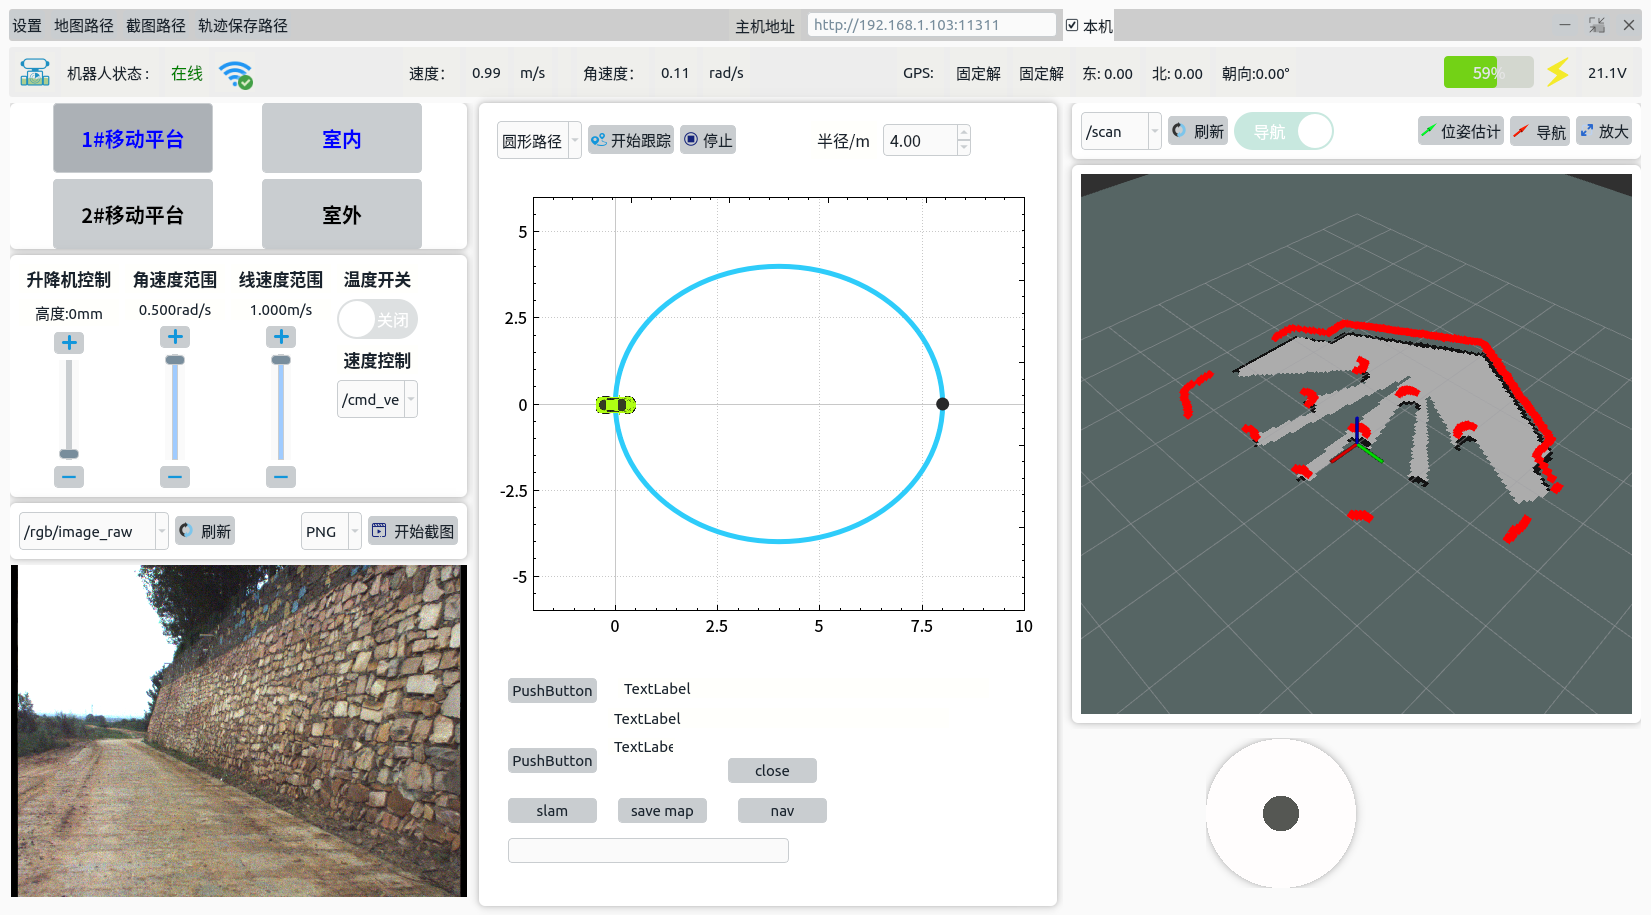 设置 地图路径 截图路径 轨迹保存路径 主机地址 http://192.168.1.103:11311 本机
机器人状态： 在线 速度： 0.99 m/s 角速度： 0.11 rad/s GPS: 固定解 固定解 东: 0.00 北: 0.00 朝向:0.00° 59% 21.1V
1#移动平台 室内
2#移动平台 室外
升降机控制 角速度范围 线速度范围 温度开关
高度:0mm 0.500rad/s 1.000m/s
关闭
速度控制
/cmd_ve
/rgb/image_raw 刷新 PNG 开始截图
圆形路径 开始跟踪 停止 半径/m 4.00
5
2.5
0
-2.5
-5
0 2.5 5 7.5 10
PushButton TextLabel
TextLabel
TextLabe
PushButton
close
slam save map nav
/scan 刷新 导航 位姿估计 导航 放大